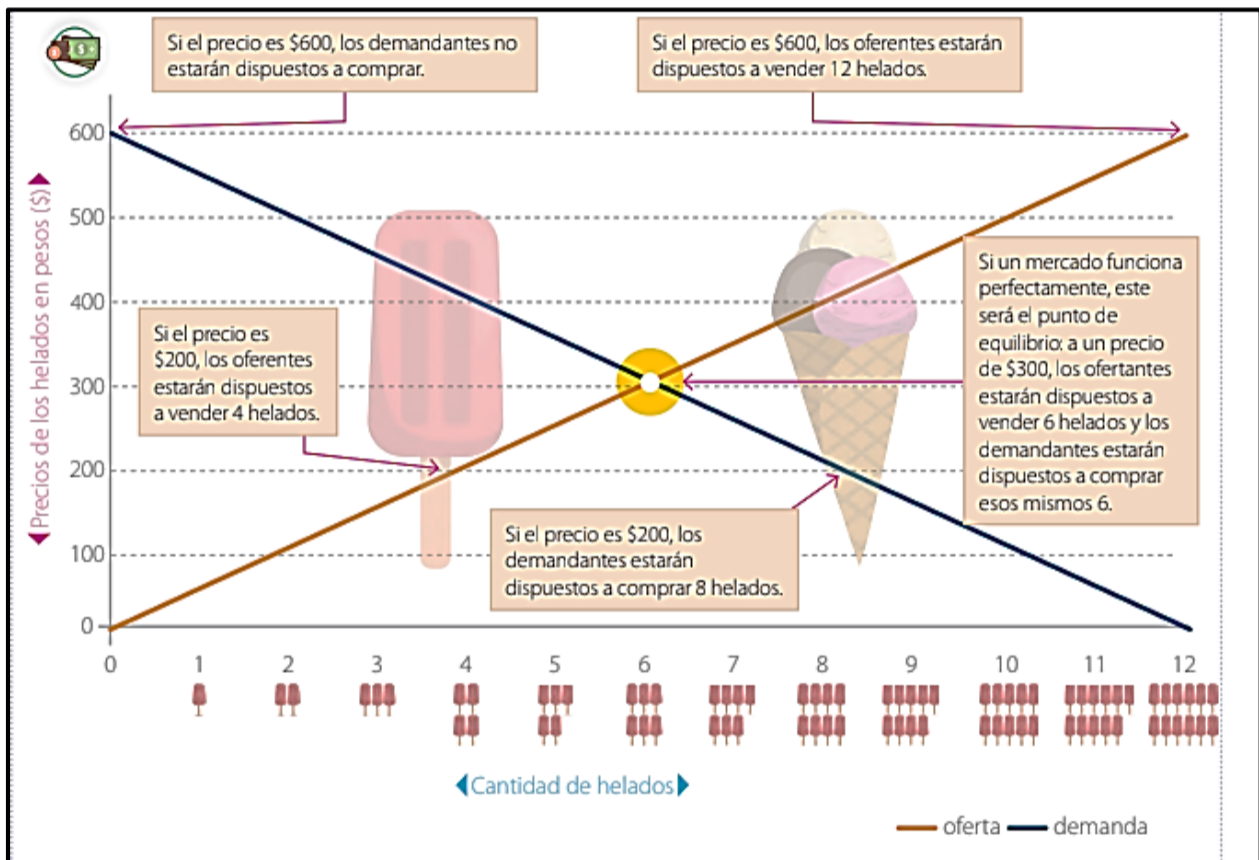 Si el precio es $600, los demandantes no
estarán dispuestos a comprar.
Si el precio es $600, los oferentes estarán
dispuestos a vender 12 helados.
Precios de los helados en pesos ($)
600
500
400
300
200
100
0
Si el precio es
$200, los oferentes
estarán dispuestos
a vender 4 helados.
Si un mercado funciona
perfectamente, este
será el punto de
equilibrio: a un precio
de $300, los ofertantes
estarán dispuestos a
vender 6 helados y los
demandantes estarán
dispuestos a comprar
esos mismos 6.
Si el precio es $200, los
demandantes estarán
dispuestos a comprar 8 helados.
0 1 2 3 4 5 6 7 8 9 10 11 12
Cantidad de helados
oferta demanda